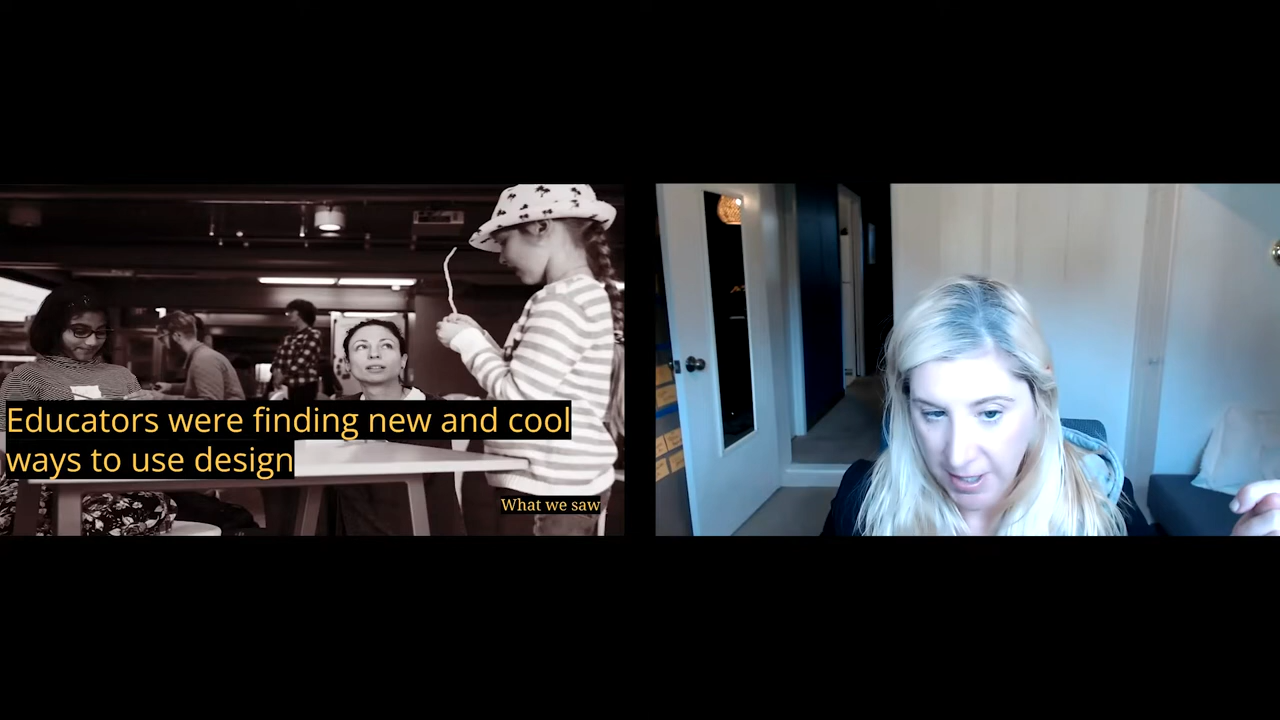 Educators were finding new and cool
ways to use design
What we saw